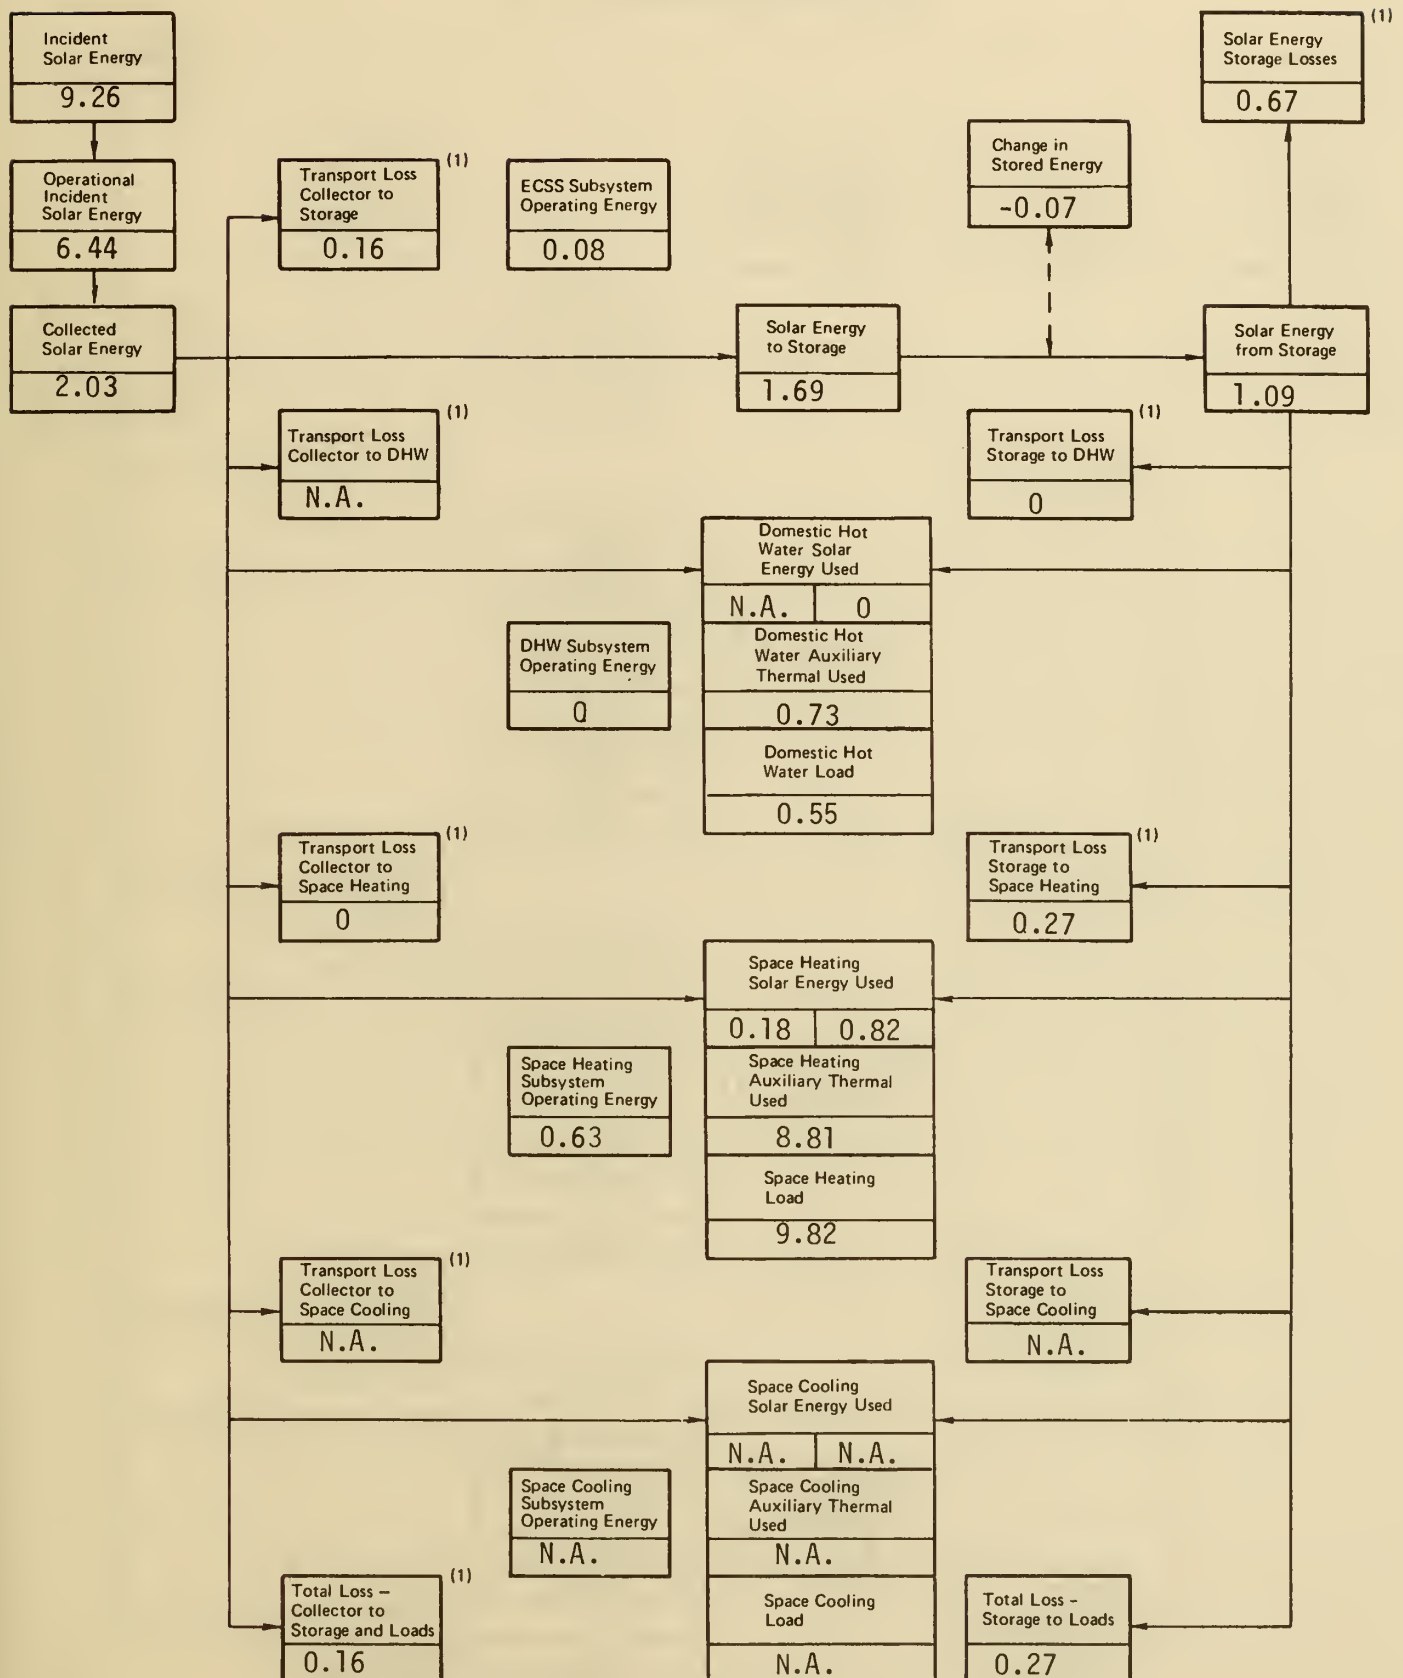 Incident
Solar Energy
9.26
Operational
Incident
Solar Energy
6.44
Collected
Solar Energy
2.03
Transport Loss
Collector to
Storage
(1)
0.16
ECSS Subsystem
Operating Energy
0.08
Solar Energy
to Storage
1.69
Change in
Stored Energy
-0.07
Solar Energy
Storage Losses
(1)
0.67
Solar Energy
from Storage
1.09
Transport Loss
Collector to DHW
(1)
N.A.
Transport Loss
Storage to DHW
(1)
0
Domestic Hot
Water Solar
Energy Used
N.A. 0
Domestic Hot
Water Auxiliary
Thermal Used
0.73
Domestic Hot
Water Load
0.55
DHW Subsystem
Operating Energy
0
Transport Loss
Collector to
Space Heating
(1)
0
Transport Loss
Storage to
Space Heating
(1)
0.27
Space Heating
Solar Energy Used
0.18 0.82
Space Heating
Auxiliary Thermal
Used
8.81
Space Heating
Load
9.82
Space Heating
Subsystem
Operating Energy
0.63
Transport Loss
Collector to
Space Cooling
(1)
N.A.
Transport Loss
Storage to
Space Cooling
N.A.
Space Cooling
Solar Energy Used
N.A. N.A.
Space Cooling
Auxiliary Thermal
Used
N.A.
Space Cooling
Load
N.A.
Space Cooling
Subsystem
Operating Energy
N.A.
Total Loss –
Collector to
Storage and Loads
(1)
0.16
Total Loss -
Storage to Loads
0.27